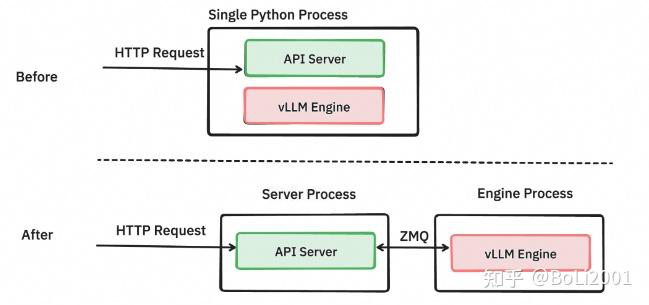 Single Python Process
HTTP Request
API Server
Before
vLLM Engine
Server Process
Engine Process
After
HTTP Request
API Server
ZMQ
vLLM Engine
知乎 @BoLi2001